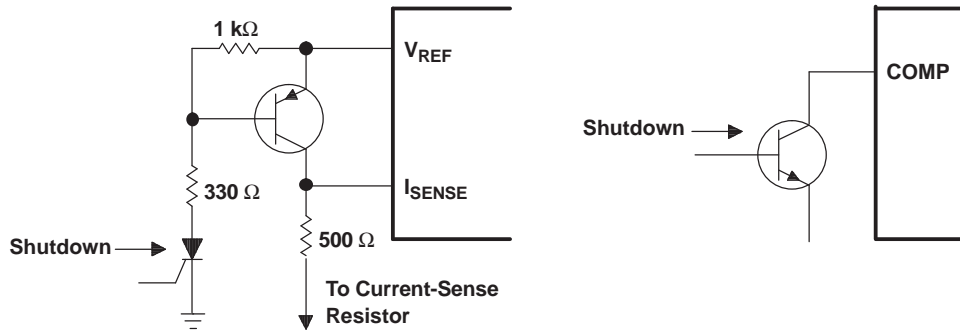 1 kΩ
VREF
ISENSE
330 Ω
500 Ω
Shutdown
To Current-Sense
Resistor
COMP
Shutdown